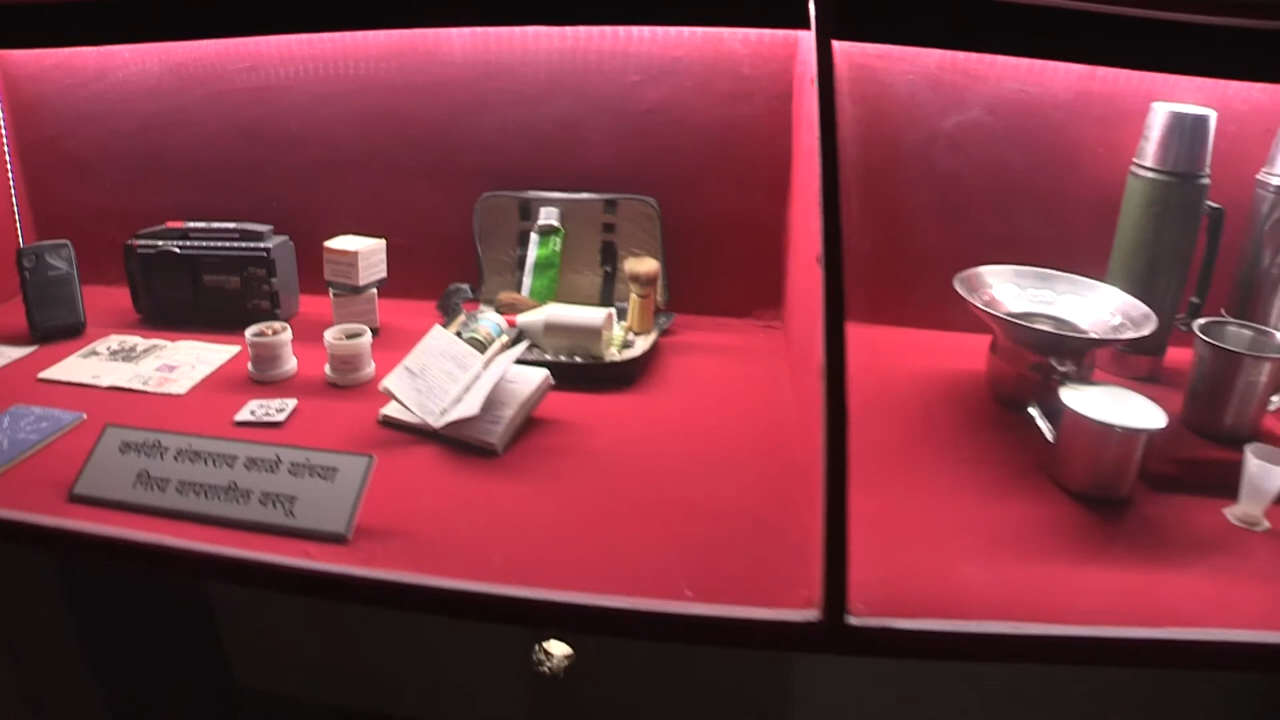 कर्मवीर शंकरराव काळे यांच्या
नित्य वापरातील वस्तू